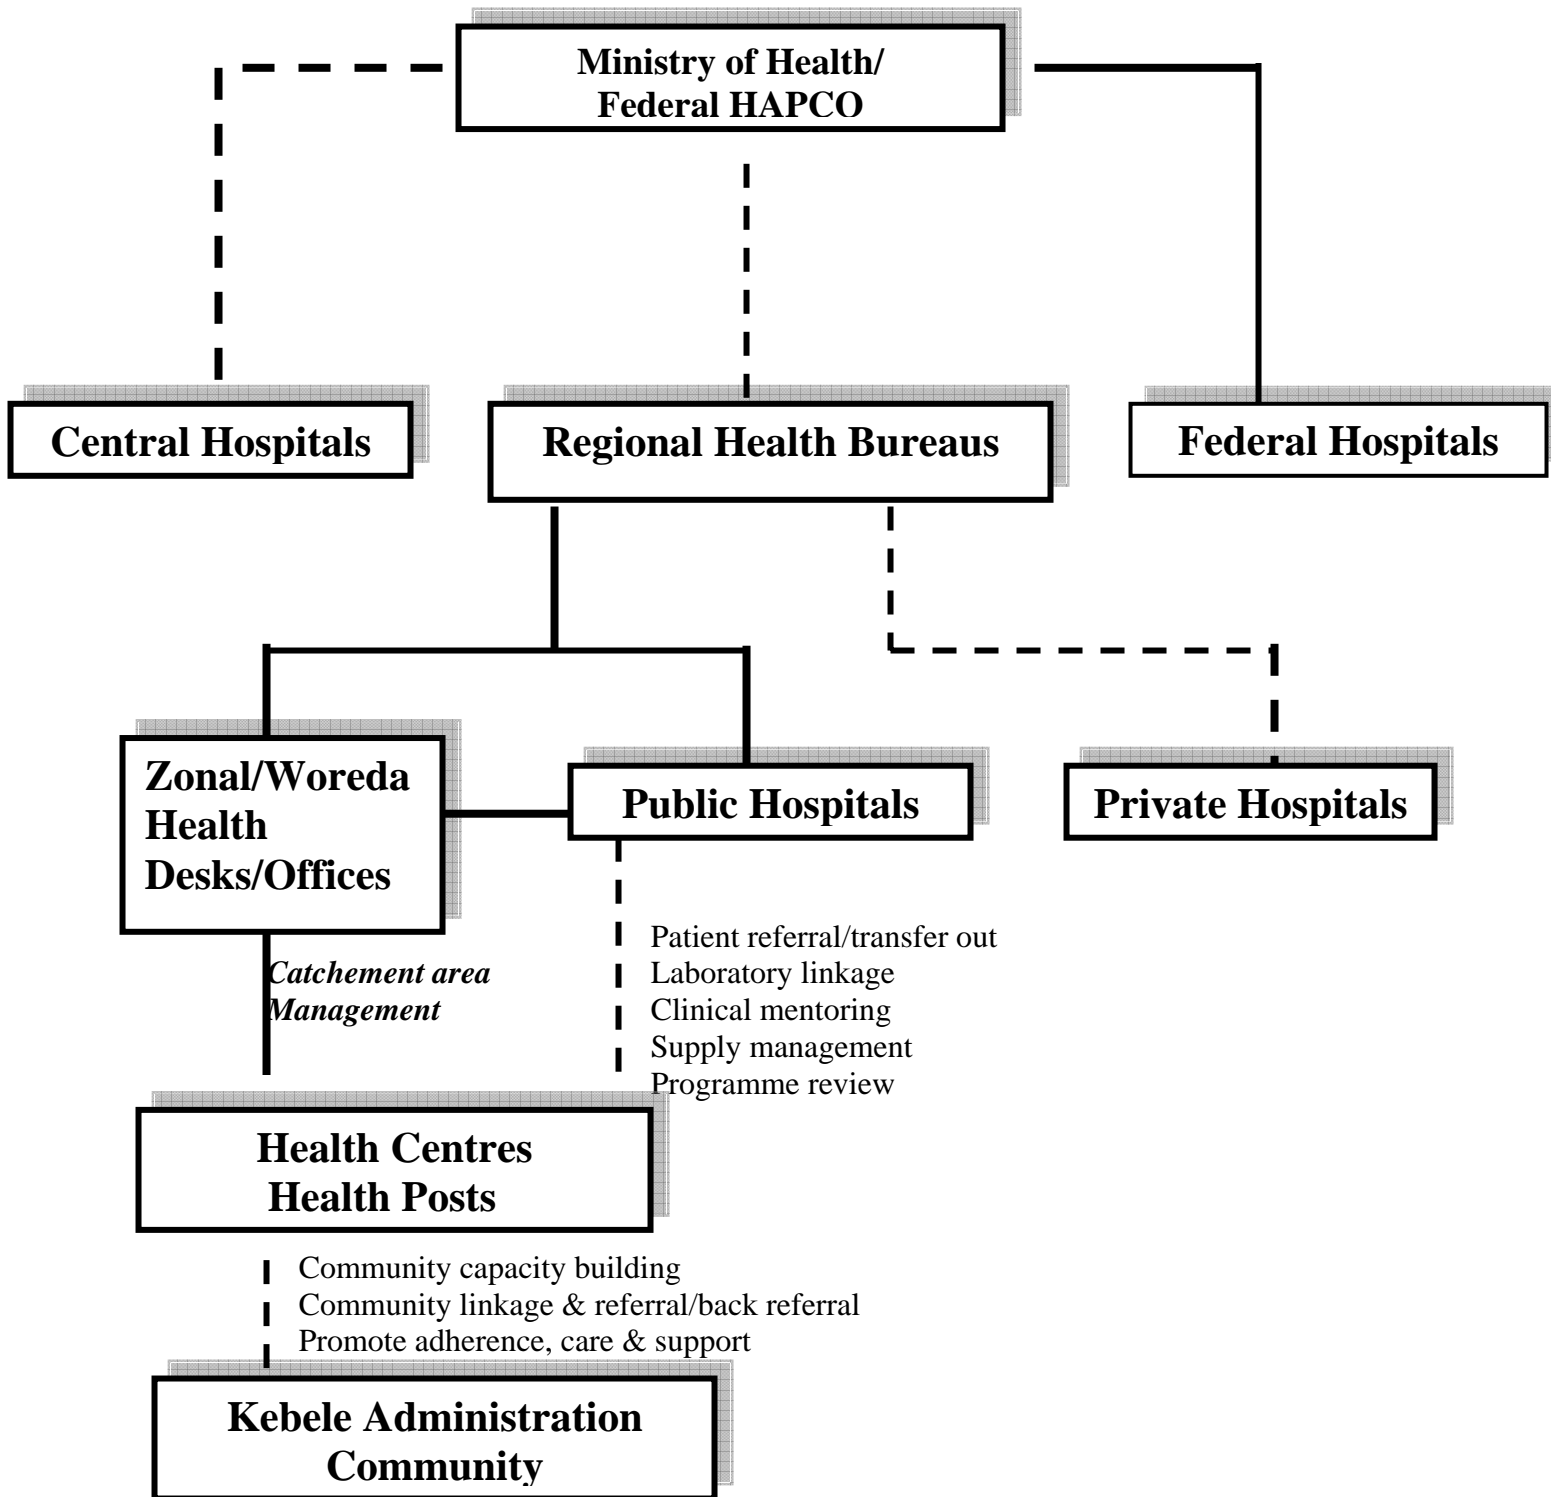 Ministry of Health/
Federal HAPCO
Central Hospitals
Regional Health Bureaus
Federal Hospitals
Zonal/Woreda
Health
Desks/Offices
Public Hospitals
Private Hospitals
Catchement area
Management
Patient referral/transfer out
Laboratory linkage
Clinical mentoring
Supply management
Programme review
Health Centres
Health Posts
Community capacity building
Community linkage & referral/back referral
Promote adherence, care & support
Kebele Administration
Community